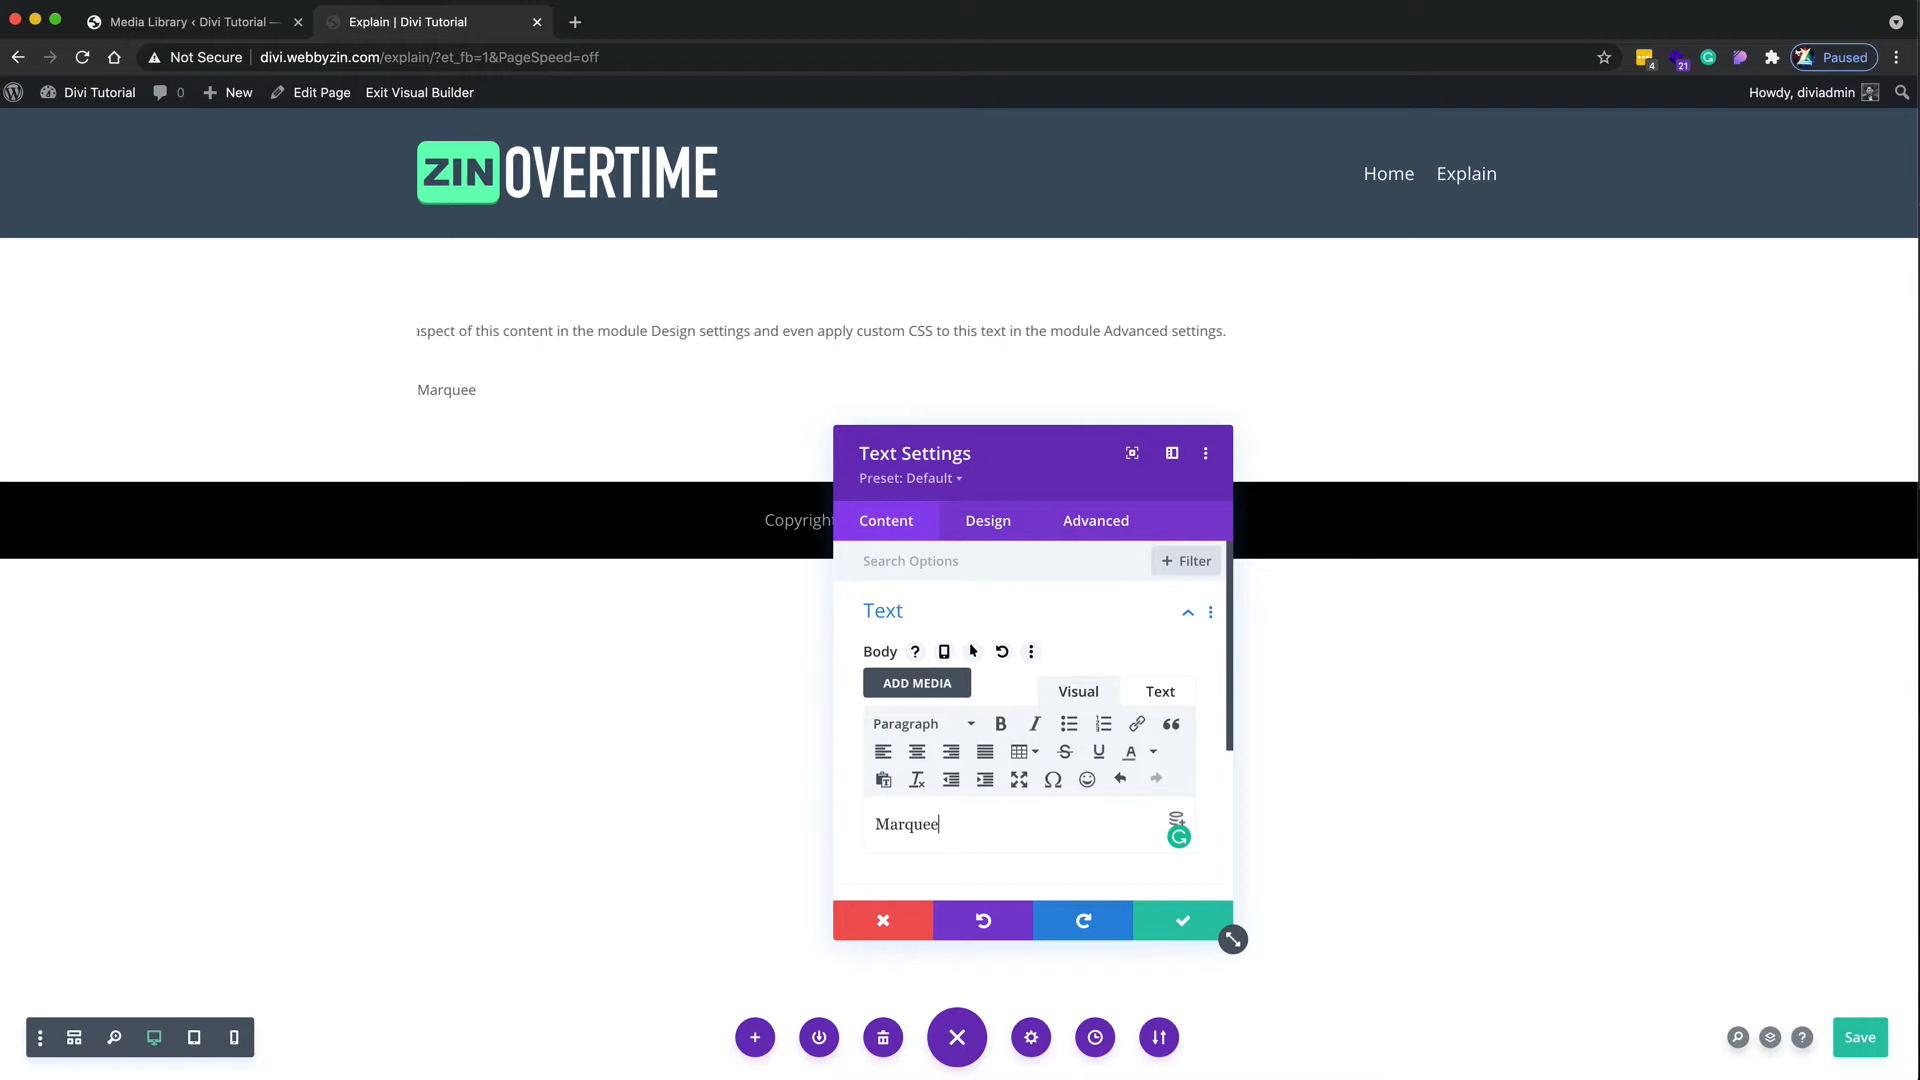 Media Library ‹ Divi Tutorial —
Explain | Divi Tutorial
Not Secure
divi.webbyzin.com/explain/?et_fb=1&PageSpeed=off
4
21
Paused
Divi Tutorial
0
New
Edit Page
Exit Visual Builder
Howdy, diviadmin
ZIN OVERTIME
Home
Explain
aspect of this content in the module Design settings and even apply custom CSS to this text in the module Advanced settings.
Marquee
Text Settings
Preset: Default
Copyright
Content
Design
Advanced
Search Options
+ Filter
Text
Body
ADD MEDIA
Visual
Text
Paragraph
Marquee
Save